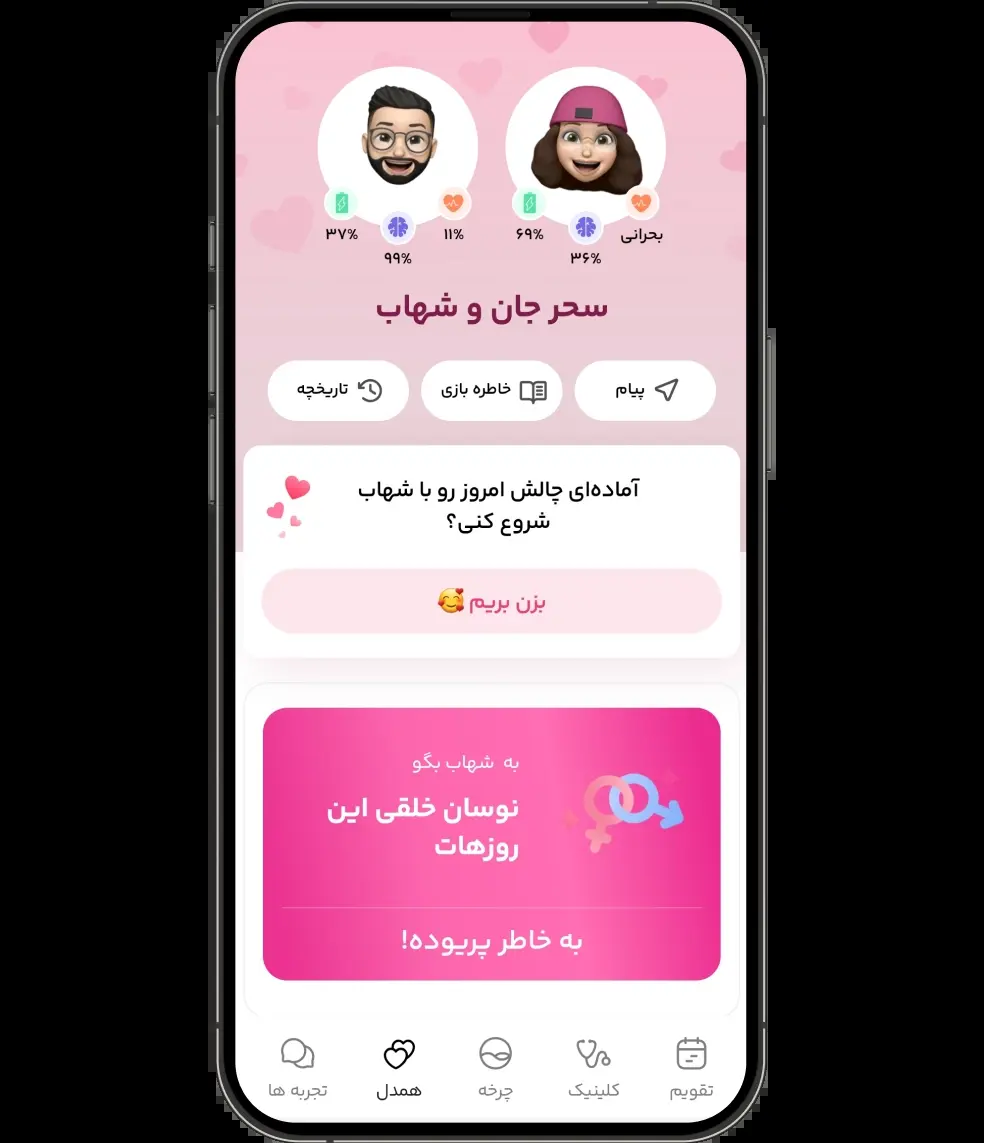 بحرانی
۶۹%
۳۶%
۱۱%
۳۷%
۹۹%
سحر جان و شهاب
پیام
خاطره بازی
تاریخچه
آماده‌ای چالش امروز رو با شهاب
شروع کنی؟
بزن بریم 🥰
به شهاب بگو
نوسان خلقی این
روزهات
به خاطر پریوده!
تقویم
کلینیک
چرخه
همدل
تجربه ها